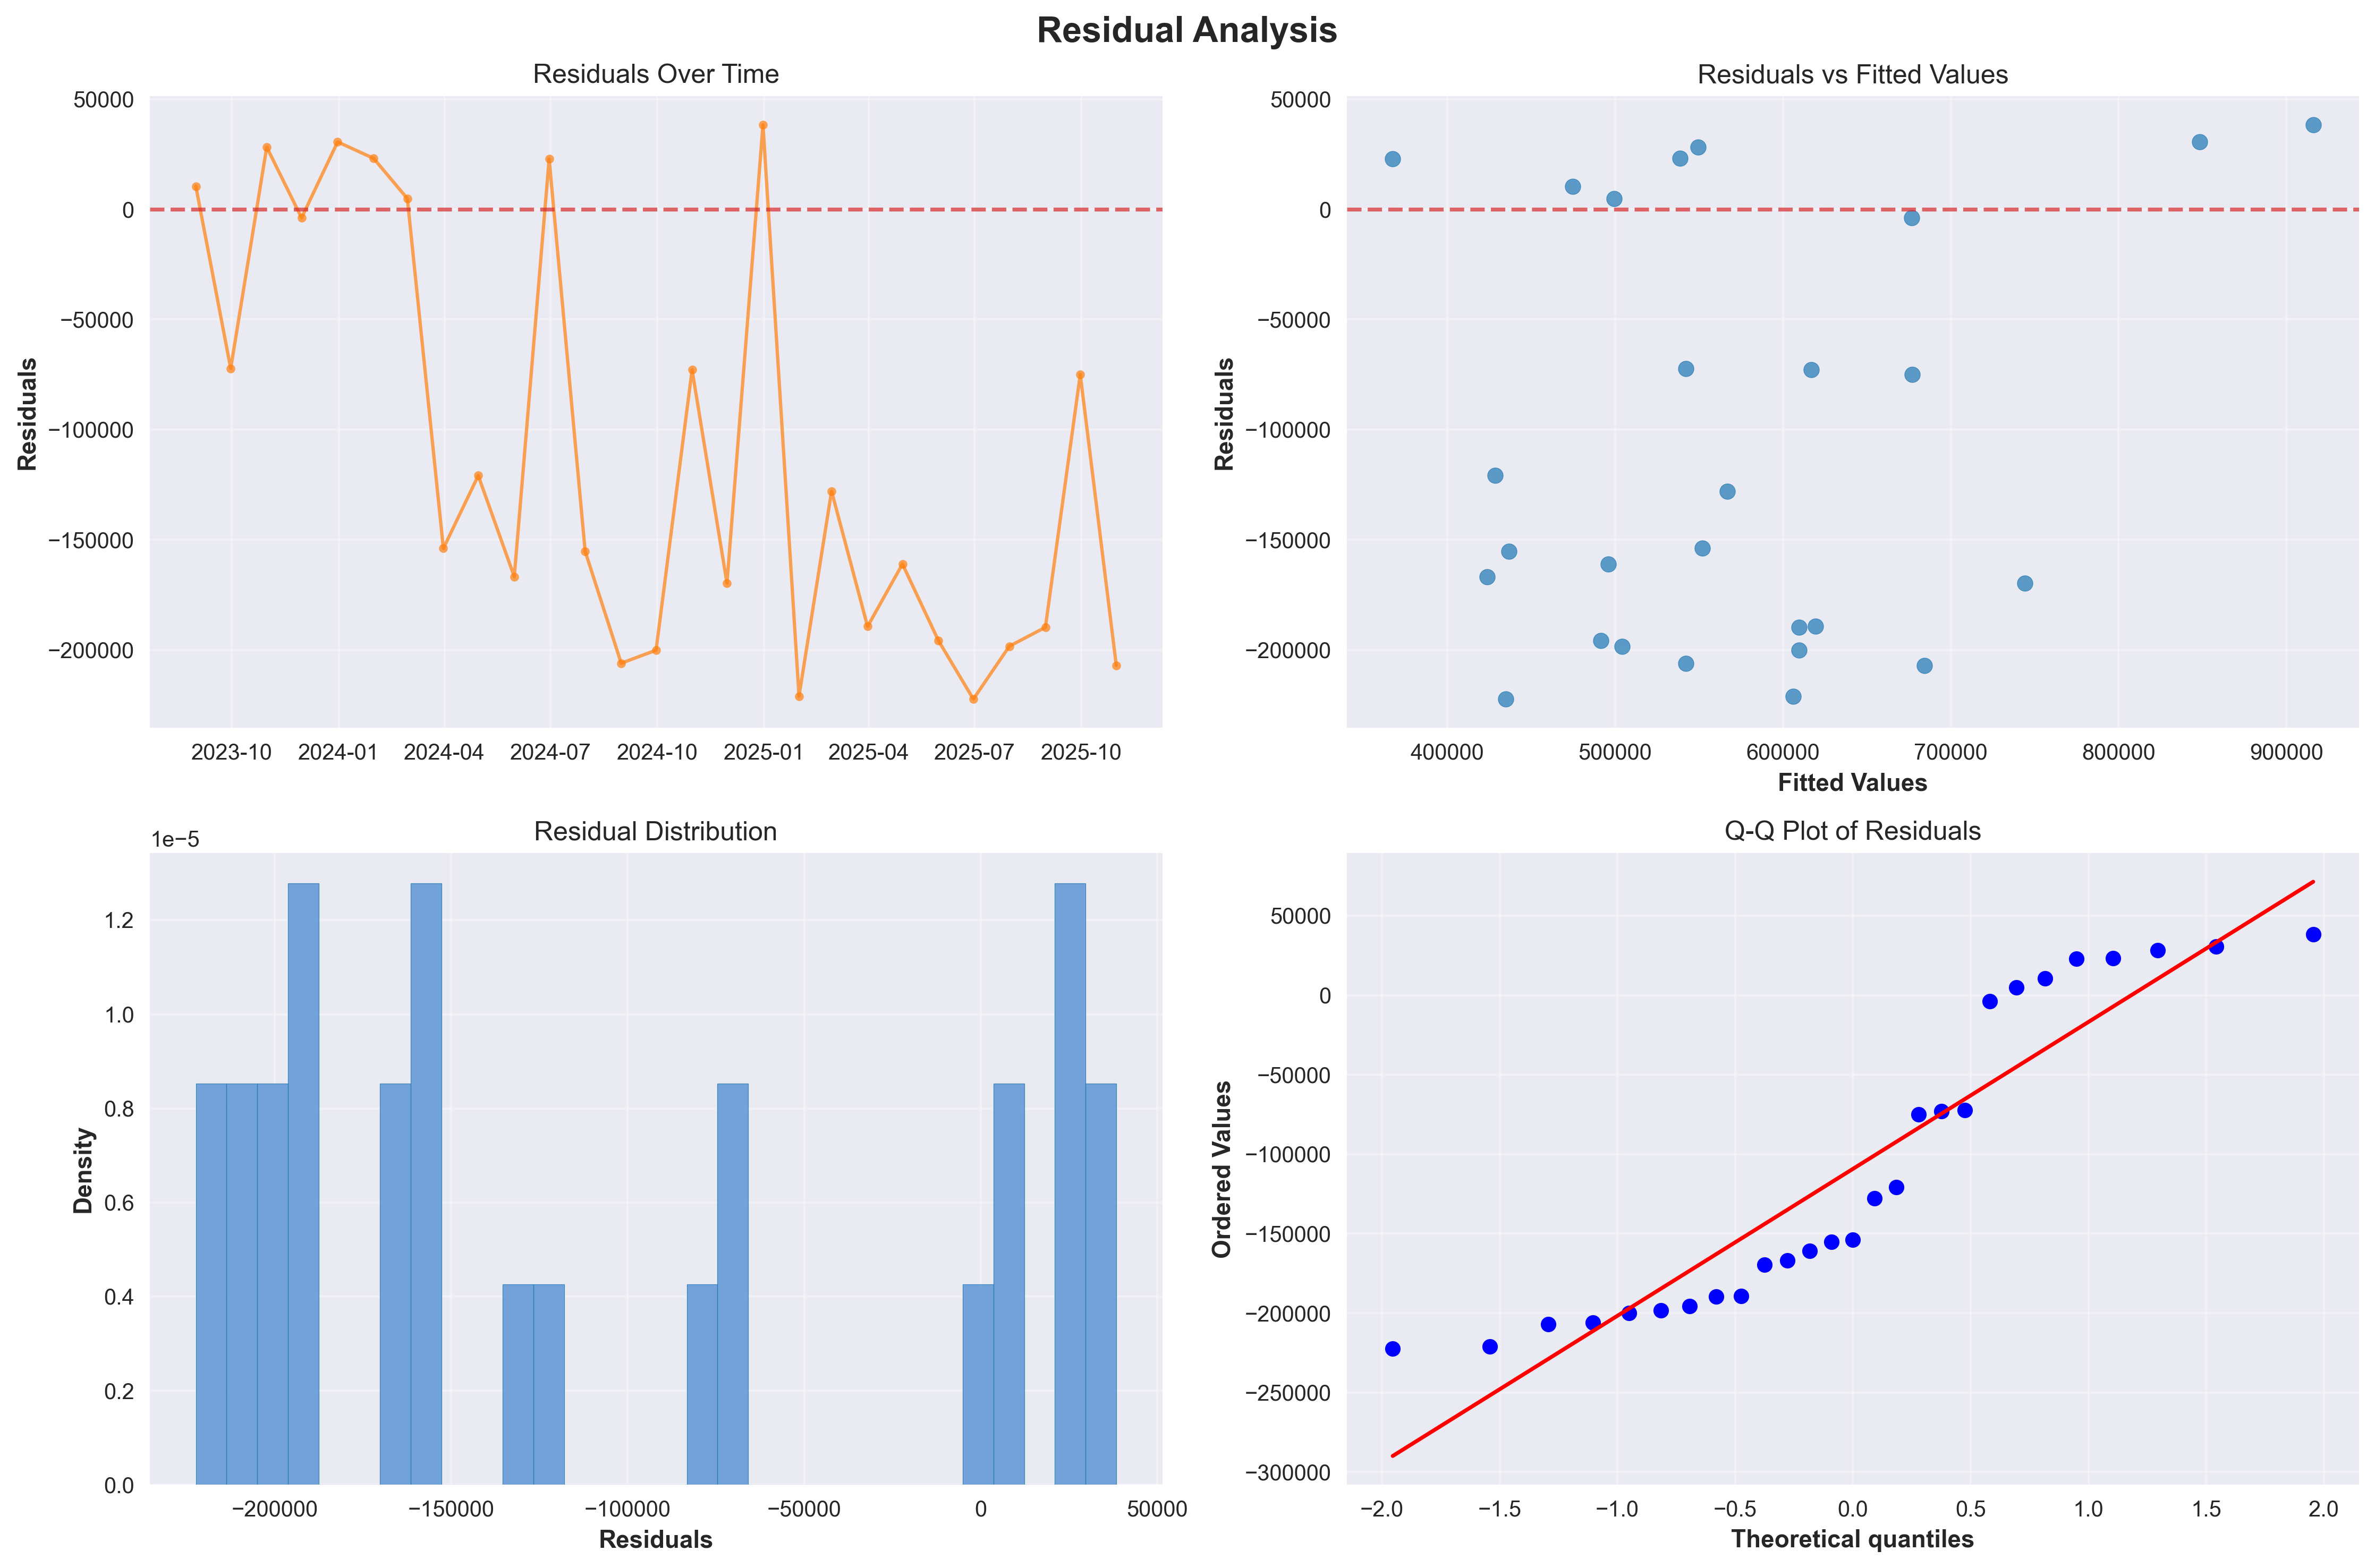 Residual Analysis
Residuals Over Time
50000
0
−50000
−100000
−150000
−200000
Residuals
2023-10 2024-01 2024-04 2024-07 2024-10 2025-01 2025-04 2025-07 2025-10
Residuals vs Fitted Values
50000
0
−50000
−100000
−150000
−200000
Residuals
400000 500000 600000 700000 800000 900000
Fitted Values
Residual Distribution
1e−5
1.2
1.0
0.8
0.6
0.4
0.2
0.0
Density
−200000 −150000 −100000 −50000 0 50000
Residuals
Q-Q Plot of Residuals
50000
0
−50000
−100000
−150000
−200000
−250000
−300000
Ordered Values
−2.0 −1.5 −1.0 −0.5 0.0 0.5 1.0 1.5 2.0
Theoretical quantiles